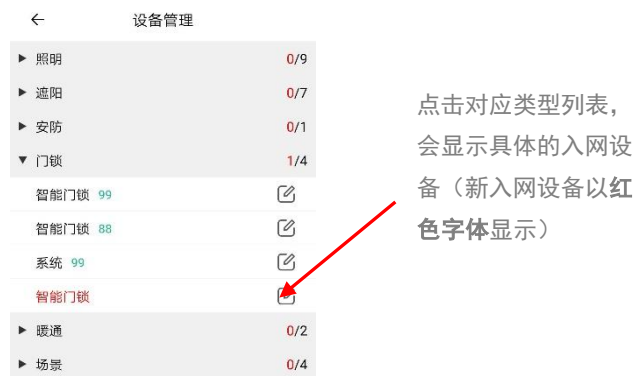 设备管理
照明 0/9
遮阳 0/7
安防 0/1
门锁 1/4
智能门锁 99
智能门锁 88
系统 99
智能门锁
暖通 0/2
场景 0/4
点击对应类型列表，
会显示具体的入网设
备（新入网设备以红
色字体显示）